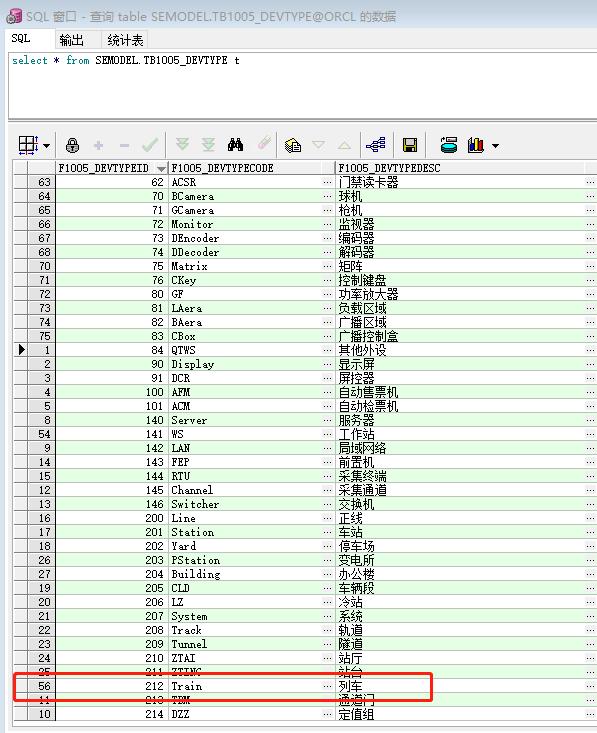 SQL 窗口 - 查询 table SEMODEL.TB1005_DEVTYPE@ORCL 的数据
SQL 输出 统计表
select * from SEMODEL.TB1005_DEVTYPE t
F1005_DEVTYPEID F1005_DEVTYPECODE F1005_DEVTYPEDESC
63 62 ACSR 门禁读卡器
64 70 BCamera 球机
65 71 GCamera 枪机
66 72 Monitor 监视器
67 73 DEncoder 编码器
68 74 DDecoder 解码器
70 75 Matrix 矩阵
71 76 CKey 控制键盘
72 80 GF 功率放大器
73 81 LAera 负载区域
74 82 BAera 广播区域
75 83 CBox 广播控制盒
1 84 QTWS 其他外设
2 90 Display 显示屏
3 91 DCR 屏控器
4 100 AFM 自动售票机
5 101 ACM 自动检票机
8 140 Server 服务器
54 141 WS 工作站
9 142 LAN 局域网络
14 143 FEP 前置机
15 144 RTU 采集终端
12 145 Channel 采集通道
13 146 Switcher 交换机
16 200 Line 正线
17 201 Station 车站
18 202 Yard 停车场
26 203 PStation 变电所
27 204 Building 办公楼
19 205 CLD 车辆段
20 206 LZ 冷站
21 207 System 系统
22 208 Track 轨道
23 209 Tunnel 隧道
24 210 ZTAI 站厅
25 211 ZTING 站台
56 212 Train 列车
11 213 TDM 通道门
10 214 DZZ 定值组